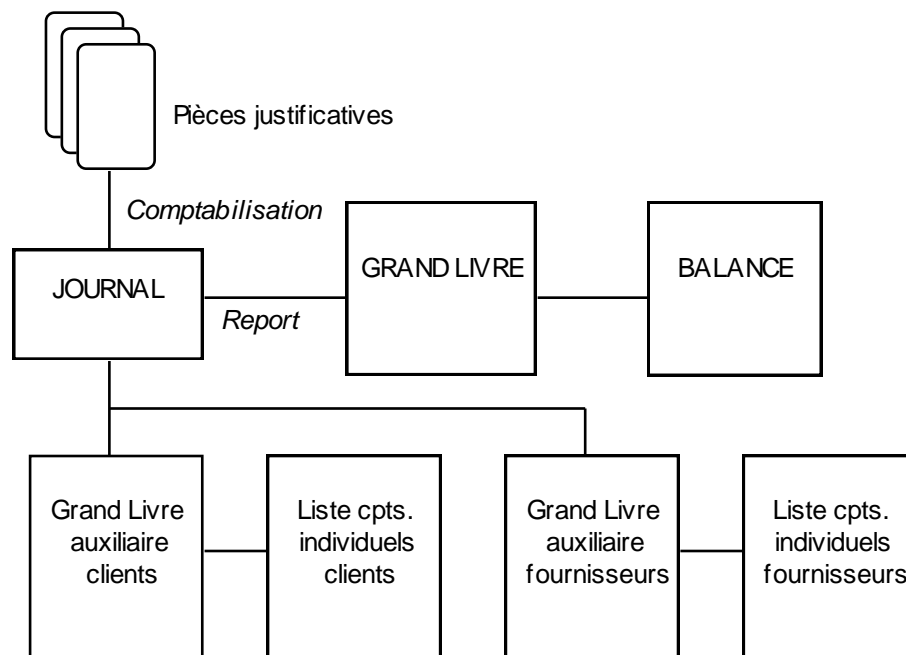 Pièces justificatives
Comptabilisation
JOURNAL
GRAND LIVRE
BALANCE
Report
Grand Livre
auxiliaire
clients
Liste cpts.
individuels
clients
Grand Livre
auxiliaire
fournisseurs
Liste cpts.
individuels
fournisseurs